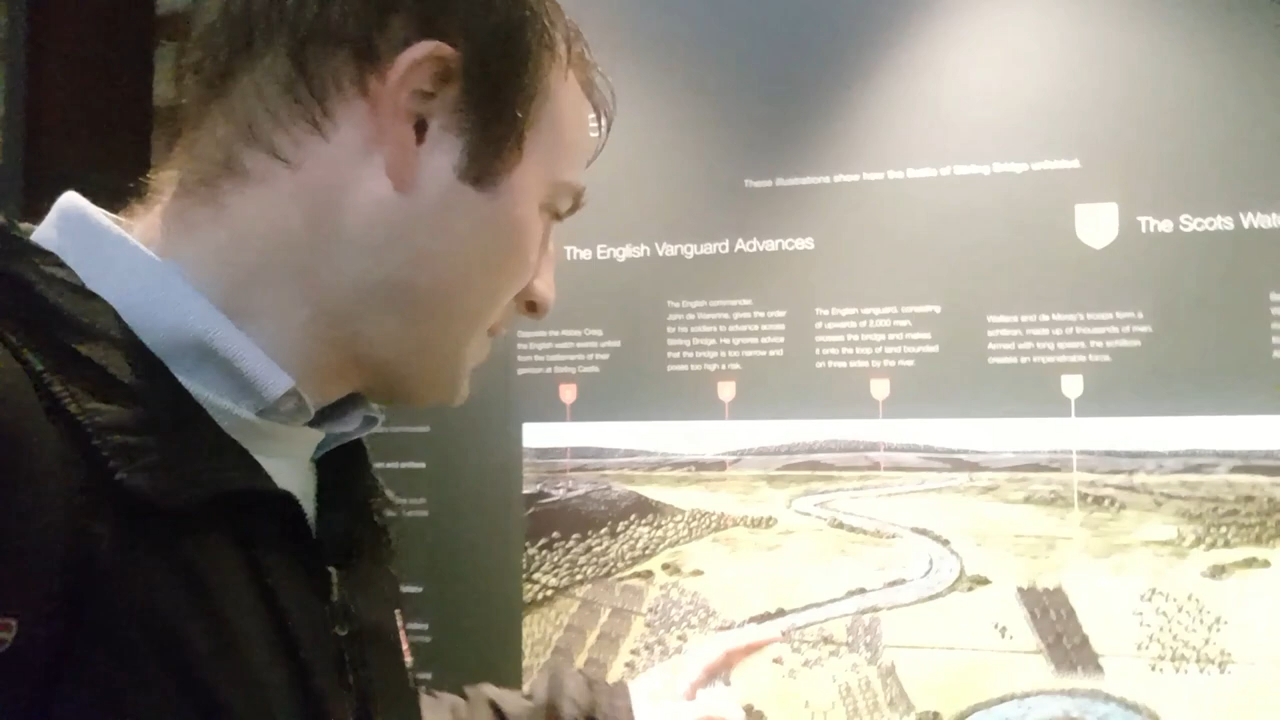 These illustrations show how the Battle of Stirling Bridge unfolded.
The English Vanguard Advances
The Scots
Opposite the Abbey Craig,
the English watch events unfold
from the battlements of their
garrison at Stirling Castle.
The English commander,
John de Warenne, gives the order
for his soldiers to advance across
Stirling Bridge. He ignores advice
that the bridge is too narrow and
poses too high a risk.
The English vanguard, consisting
of upwards of 2,000 men,
crosses the bridge and makes
it onto the loop of land bounded
on three sides by the river.
Wallace and de Moray's troops form a
schiltron, made up of thousands of men.
Armed with long spears, the schiltron
creates an impenetrable force.